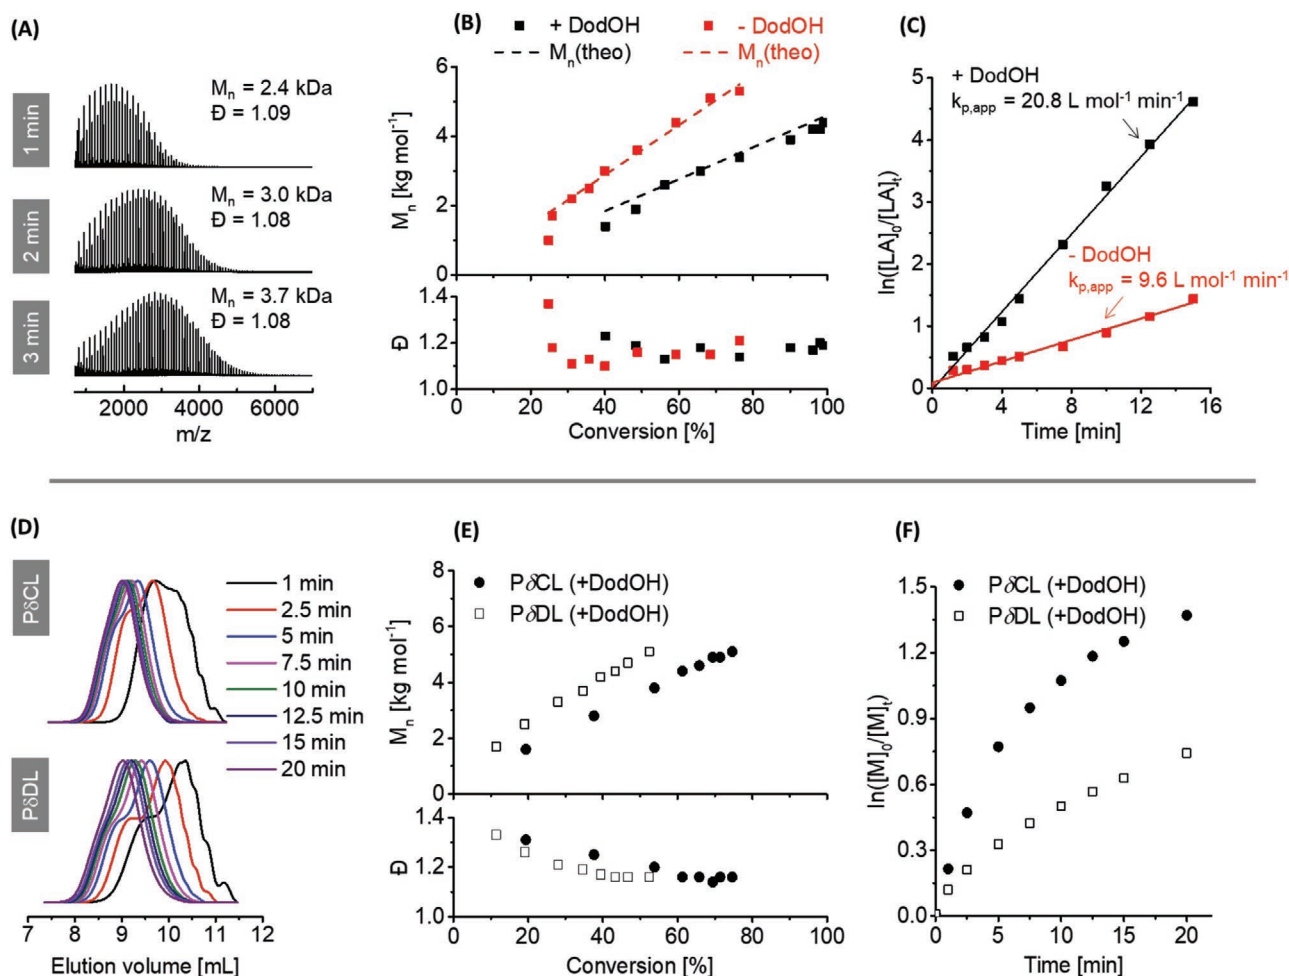 (A)
1 min
Mn = 2.4 kDa
Đ = 1.09
2 min
Mn = 3.0 kDa
Đ = 1.08
3 min
Mn = 3.7 kDa
Đ = 1.08
2000 4000 6000
m/z
(B)
+ DodOH
Mn(theo)
- DodOH
Mn(theo)
6
4
2
0
Mn [kg mol-1]
1.4
1.2
1.0
Đ
0 20 40 60 80 100
Conversion [%]
(C)
+ DodOH
kp,app = 20.8 L mol-1 min-1
- DodOH
kp,app = 9.6 L mol-1 min-1
5
4
3
2
1
0
ln([LA]0/[LA]t)
0 4 8 12 16
Time [min]
(D)
PδCL
PδDL
1 min
2.5 min
5 min
7.5 min
10 min
12.5 min
15 min
20 min
7 8 9 10 11 12
Elution volume [mL]
(E)
PδCL (+DodOH)
PδDL (+DodOH)
8
6
4
2
0
Mn [kg mol-1]
1.4
1.2
1.0
Đ
0 20 40 60 80 100
Conversion [%]
(F)
PδCL (+DodOH)
PδDL (+DodOH)
1.5
1.2
0.9
0.6
0.3
0.0
ln([M]0/[M]t)
0 5 10 15 20
Time [min]